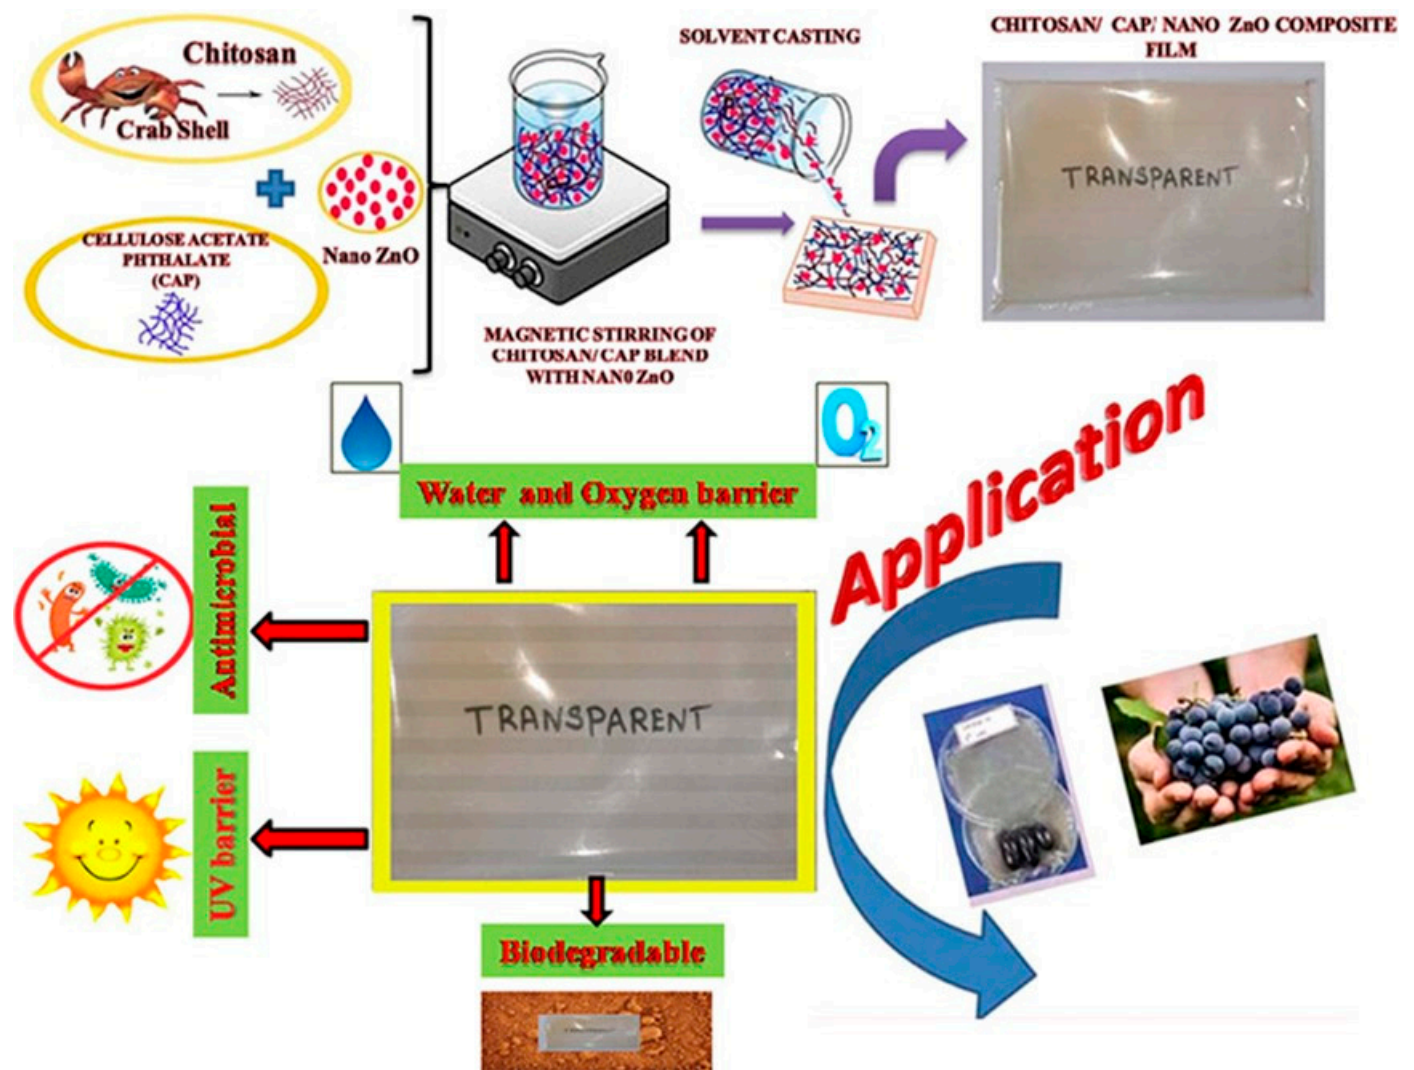 Chitosan
Crab Shell
CELLULOSE ACETATE
PHTHALATE
(CAP)
Nano ZnO
MAGNETIC STIRRING OF
CHITOSAN/ CAP BLEND
WITH NAN0 ZnO
SOLVENT CASTING
CHITOSAN/ CAP/ NANO ZnO COMPOSITE
FILM
TRANSPARENT
O2
Water and Oxygen barrier
Application
Antimicrobial
TRANSPARENT
UV barrier
Biodegradable